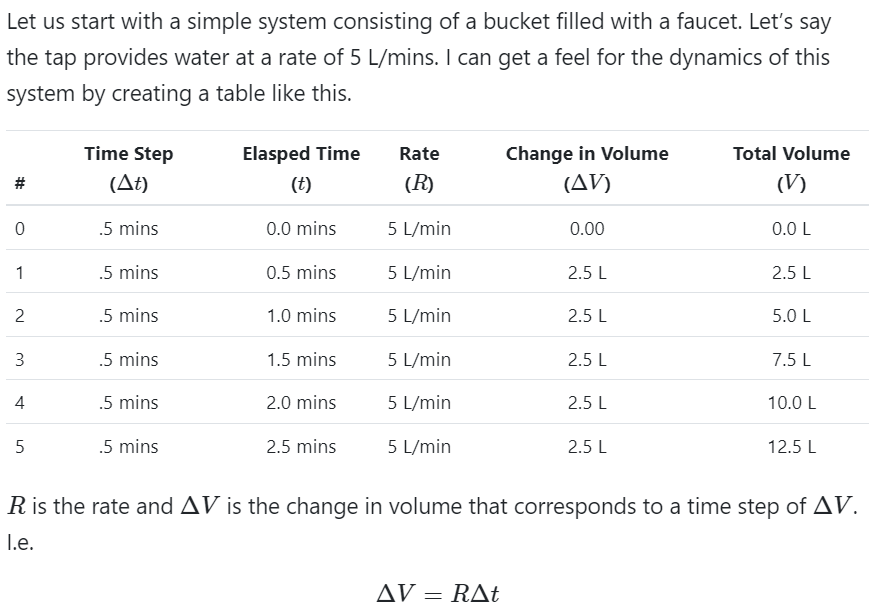 Let us start with a simple system consisting of a bucket filled with a faucet. Let’s say
the tap provides water at a rate of 5 L/mins. I can get a feel for the dynamics of this
system by creating a table like this.
# Time Step (Δt) Elasped Time (t) Rate (R) Change in Volume (ΔV) Total Volume (V)
0 .5 mins 0.0 mins 5 L/min 0.00 0.0 L
1 .5 mins 0.5 mins 5 L/min 2.5 L 2.5 L
2 .5 mins 1.0 mins 5 L/min 2.5 L 5.0 L
3 .5 mins 1.5 mins 5 L/min 2.5 L 7.5 L
4 .5 mins 2.0 mins 5 L/min 2.5 L 10.0 L
5 .5 mins 2.5 mins 5 L/min 2.5 L 12.5 L
R is the rate and ΔV is the change in volume that corresponds to a time step of ΔV.
I.e.
ΔV = RΔt